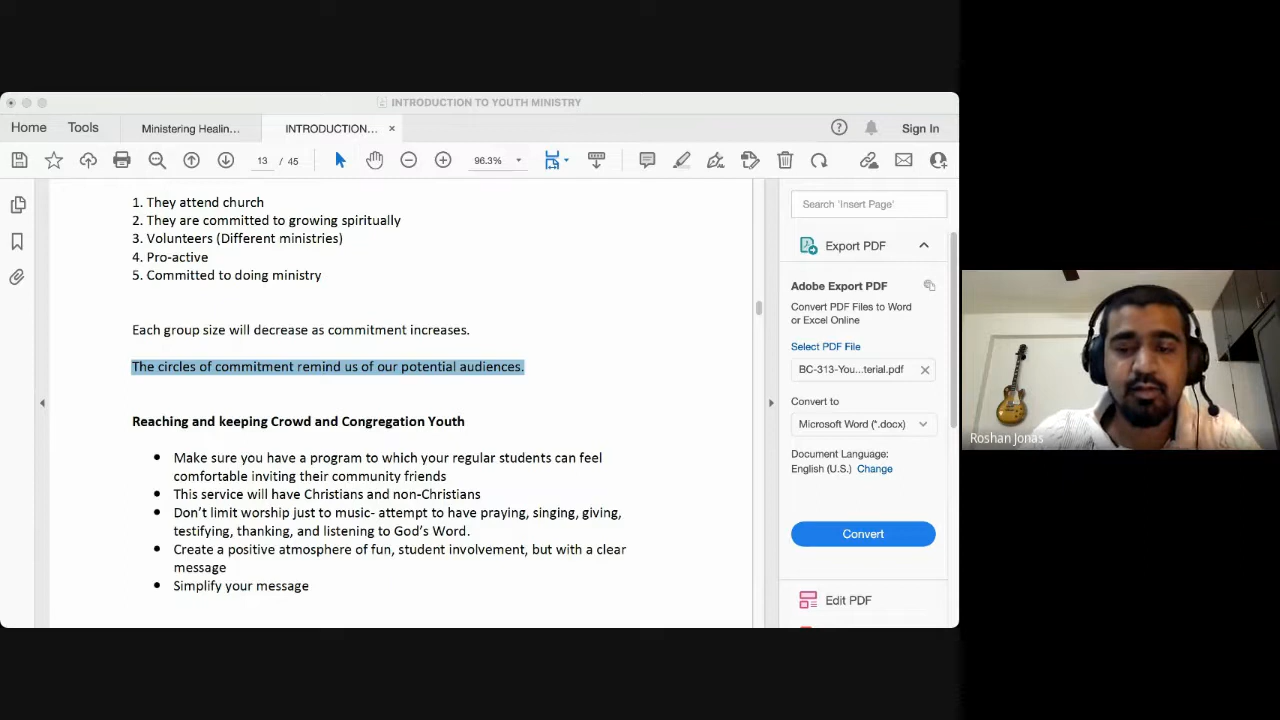 INTRODUCTION TO YOUTH MINISTRY
Home Tools Ministering Healin... INTRODUCTION... × Sign In
13 / 45 96.3%
1. They attend church
2. They are committed to growing spiritually
3. Volunteers (Different ministries)
4. Pro-active
5. Committed to doing ministry
Each group size will decrease as commitment increases.
The circles of commitment remind us of our potential audiences.
Reaching and keeping Crowd and Congregation Youth
• Make sure you have a program to which your regular students can feel
comfortable inviting their community friends
• This service will have Christians and non-Christians
• Don’t limit worship just to music- attempt to have praying, singing, giving,
testifying, thanking, and listening to God’s Word.
• Create a positive atmosphere of fun, student involvement, but with a clear
message
• Simplify your message
Search 'Insert Page'
Export PDF
Adobe Export PDF
Convert PDF Files to Word
or Excel Online
Select PDF File
BC-313-You...terial.pdf
Convert to
Microsoft Word (*.docx)
Document Language:
English (U.S.) Change
Convert
Edit PDF
Roshan Jonas